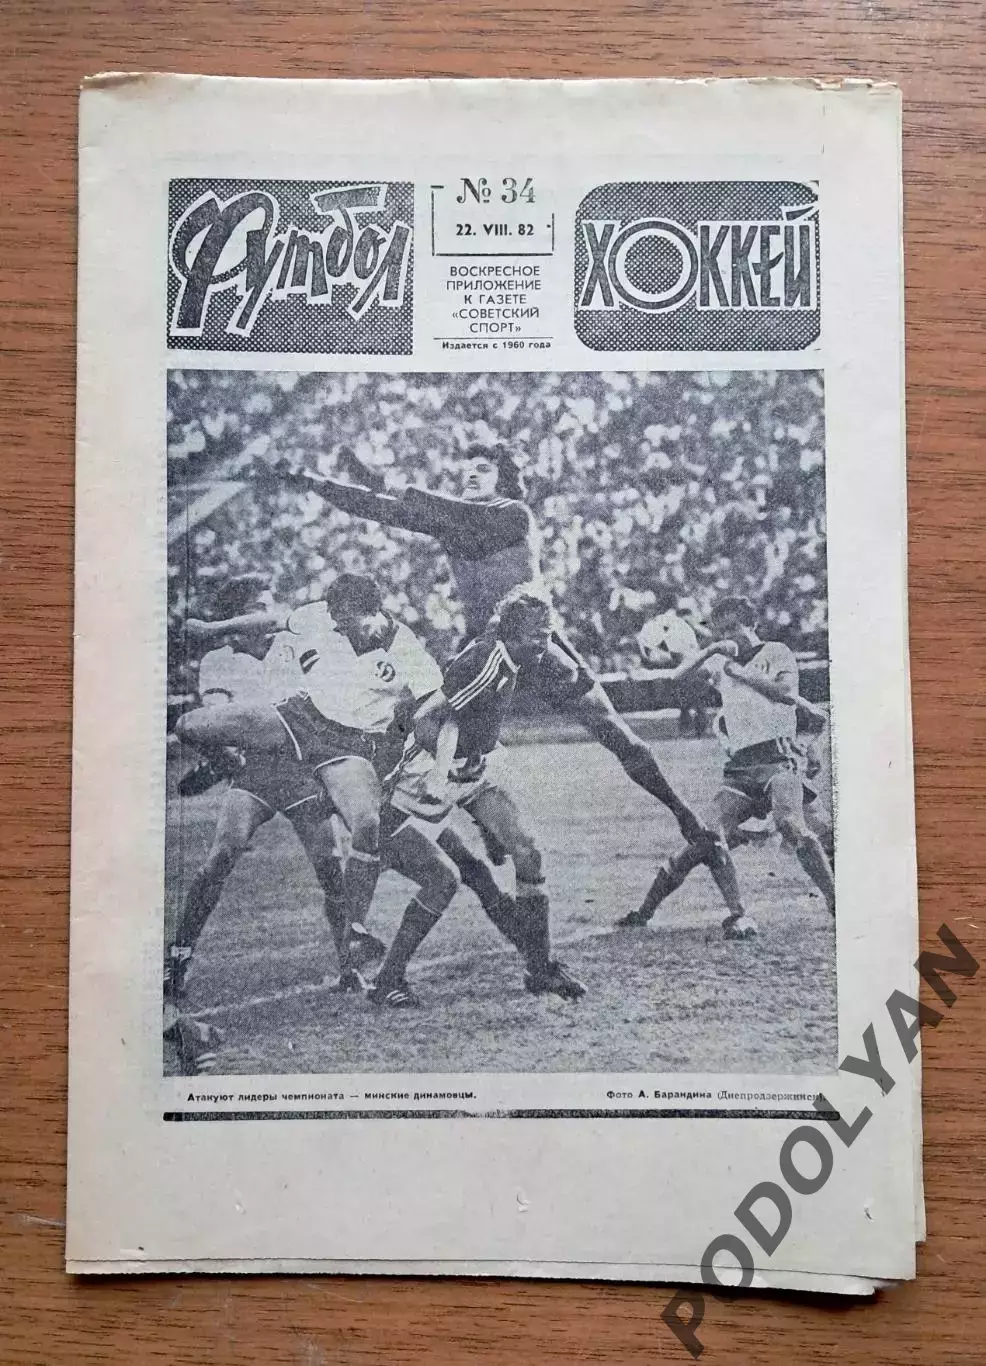 Футбол
№ 34
22. VIII. 82
ВОСКРЕСНОЕ
ПРИЛОЖЕНИЕ
К ГАЗЕТЕ
«СОВЕТСКИЙ
СПОРТ»
Издается с 1960 года
ХОККЕЙ
Атакуют лидеры чемпионата — минские динамовцы.
Фото А. Барандина (Днепродзержинск).
PODOLYAN